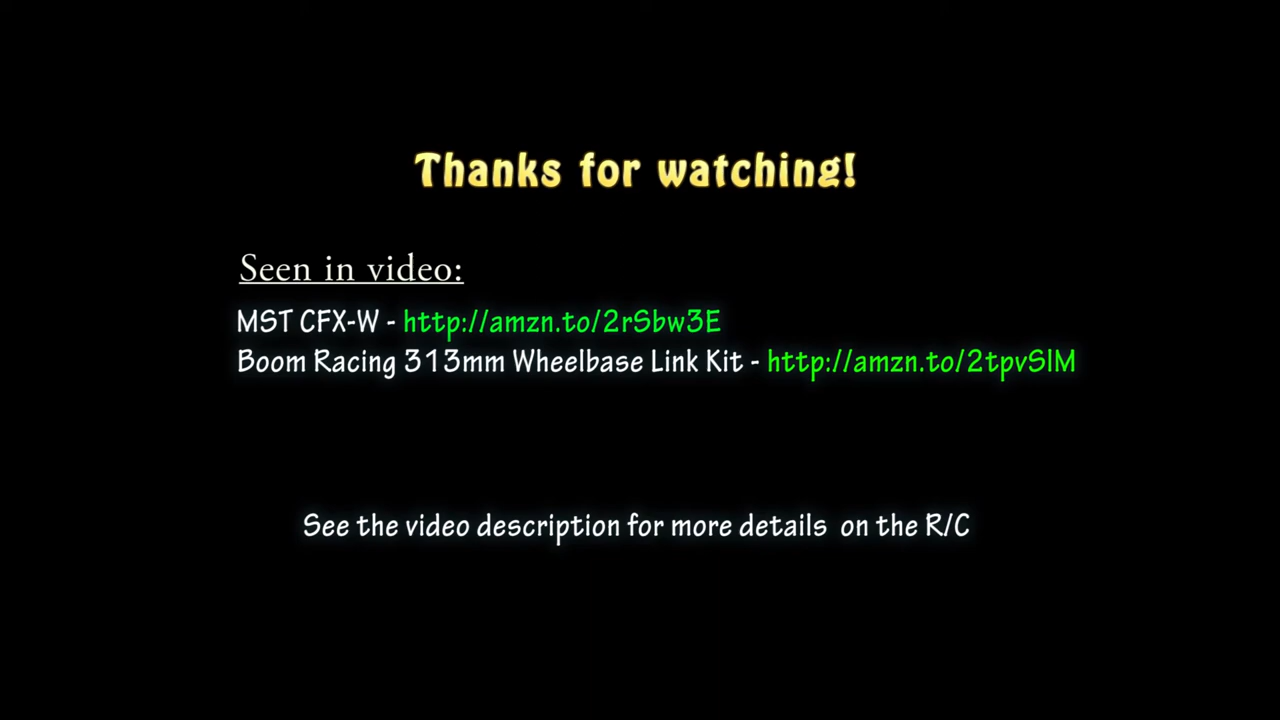 Thanks for watching!
Seen in video:
MST CFX-W - http://amzn.to/2rSbw3E
Boom Racing 313mm Wheelbase Link Kit - http://amzn.to/2tpvSlM
See the video description for more details on the R/C